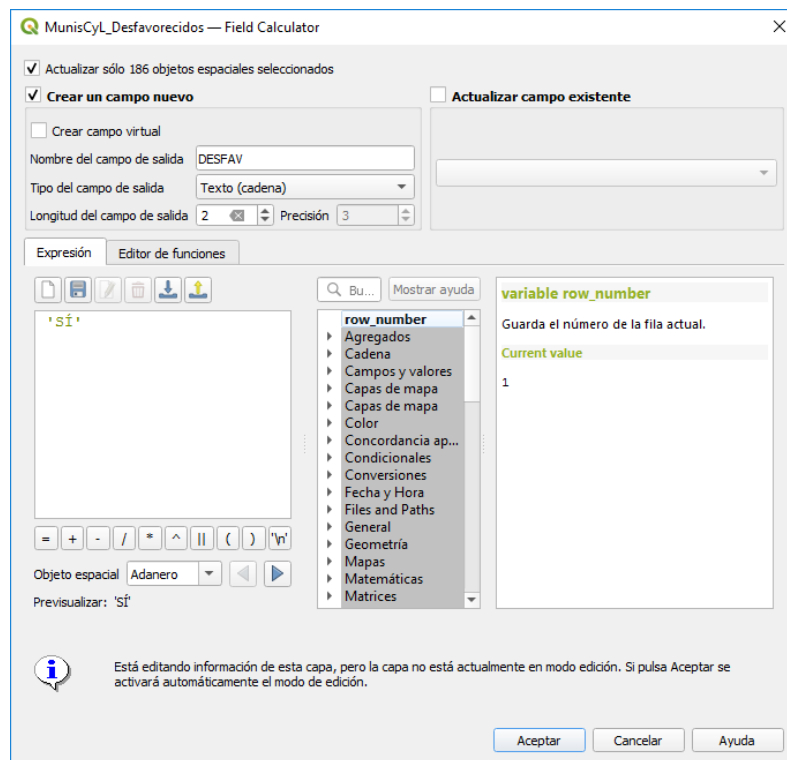 MunisCyL_Desfavorecidos — Field Calculator
Actualizar sólo 186 objetos espaciales seleccionados
Crear un campo nuevo
Actualizar campo existente
Crear campo virtual
Nombre del campo de salida DESFAV
Tipo del campo de salida Texto (cadena)
Longitud del campo de salida 2 Precisión 3
Expresión Editor de funciones
Bu... Mostrar ayuda
'SÍ'
row_number
Agregados
Cadena
Campos y valores
Capas de mapa
Capas de mapa
Color
Concordancia ap...
Condicionales
Conversiones
Fecha y Hora
Files and Paths
General
Geometría
Mapas
Matemáticas
Matrices
variable row_number
Guarda el número de la fila actual.
Current value
1
= + - / * ^ || ( ) '\n'
Objeto espacial Adanero
Previsualizar: 'SÍ'
Está editando información de esta capa, pero la capa no está actualmente en modo edición. Si pulsa Aceptar se
activará automáticamente el modo de edición.
Aceptar Cancelar Ayuda